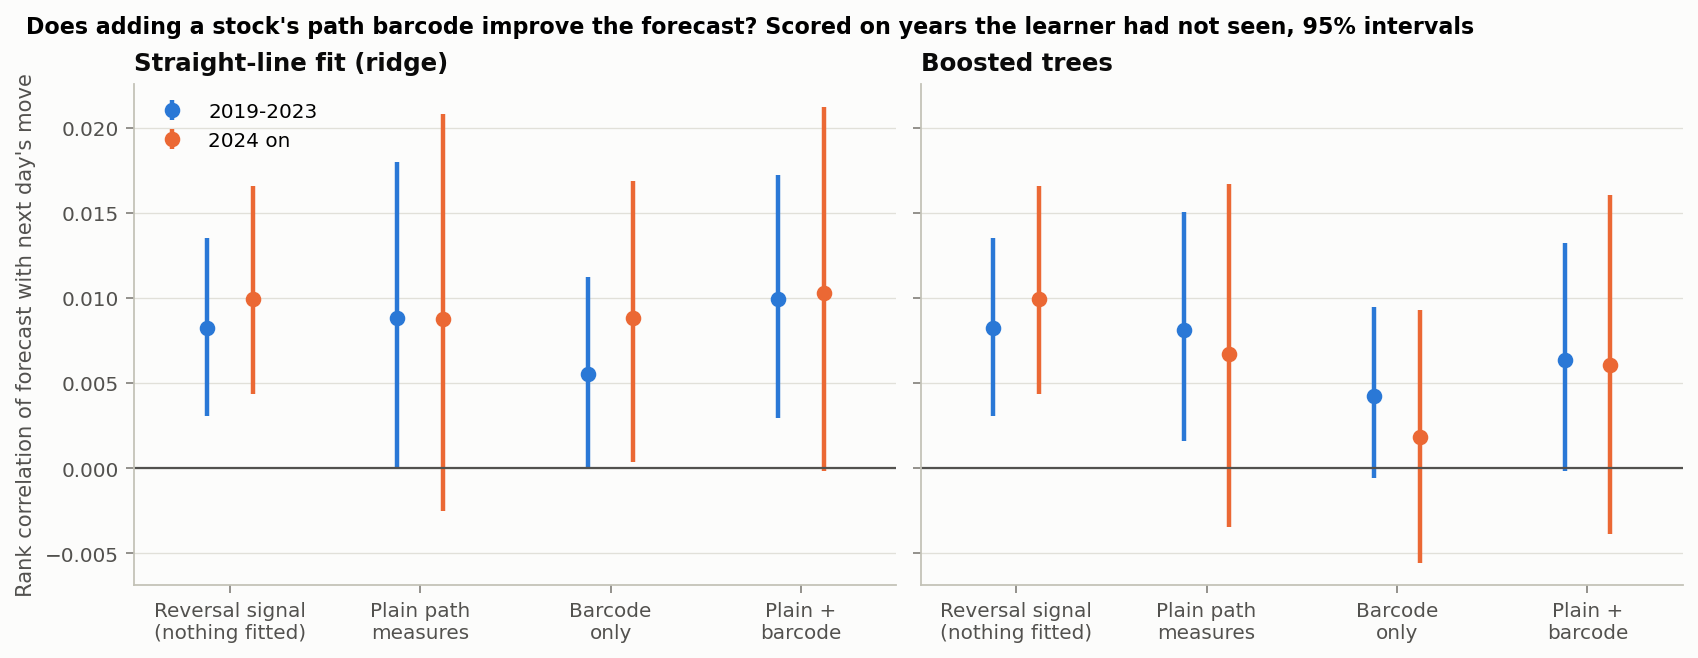 Does adding a stock's path barcode improve the forecast? Scored on years the learner had not seen, 95% intervals
Straight-line fit (ridge)
Boosted trees
Rank correlation of forecast with next day's move
2019-2023
2024 on
0.020
0.015
0.010
0.005
0.000
−0.005
Reversal signal
(nothing fitted)
Plain path
measures
Barcode
only
Plain +
barcode
Reversal signal
(nothing fitted)
Plain path
measures
Barcode
only
Plain +
barcode